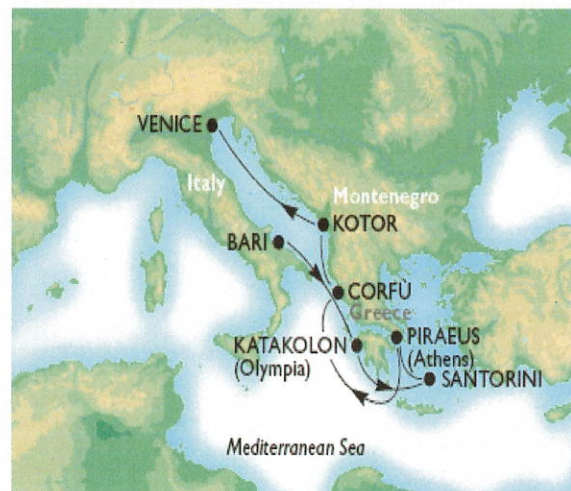 VENICE
Italy
Montenegro
KOTOR
BARI
CORFÙ
Greece
KATAKOLON
(Olympia)
PIRAEUS
(Athens)
SANTORINI
Mediterranean Sea